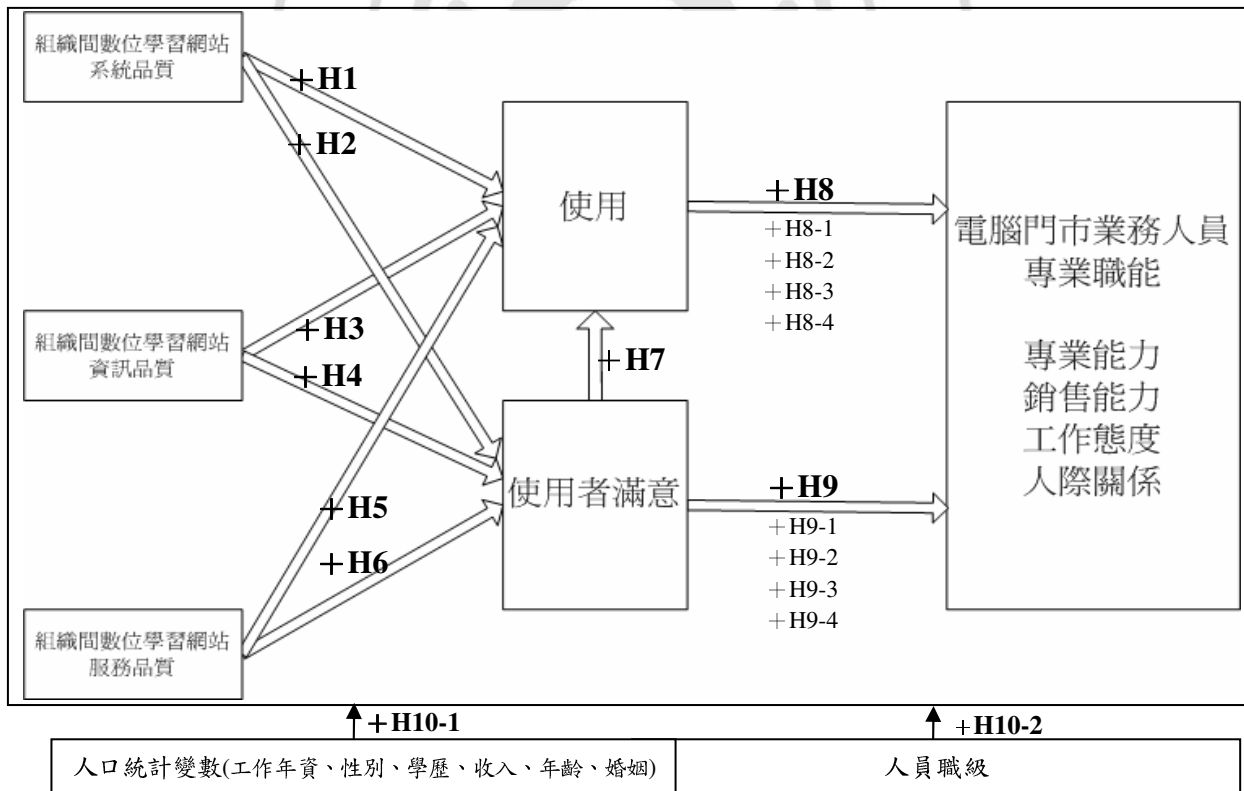 組織間數位學習網站
系統品質
+H1
+H2
使用
+H8
+H8-1
+H8-2
+H8-3
+H8-4
電腦門市業務人員
專業職能
專業能力
銷售能力
工作態度
人際關係
組織間數位學習網站
資訊品質
+H3
+H4
+H7
使用者滿意
+H9
+H9-1
+H9-2
+H9-3
+H9-4
+H5
+H6
組織間數位學習網站
服務品質
+H10-1
+H10-2
人口統計變數(工作年資、性別、學歷、收入、年齡、婚姻)
人員職級